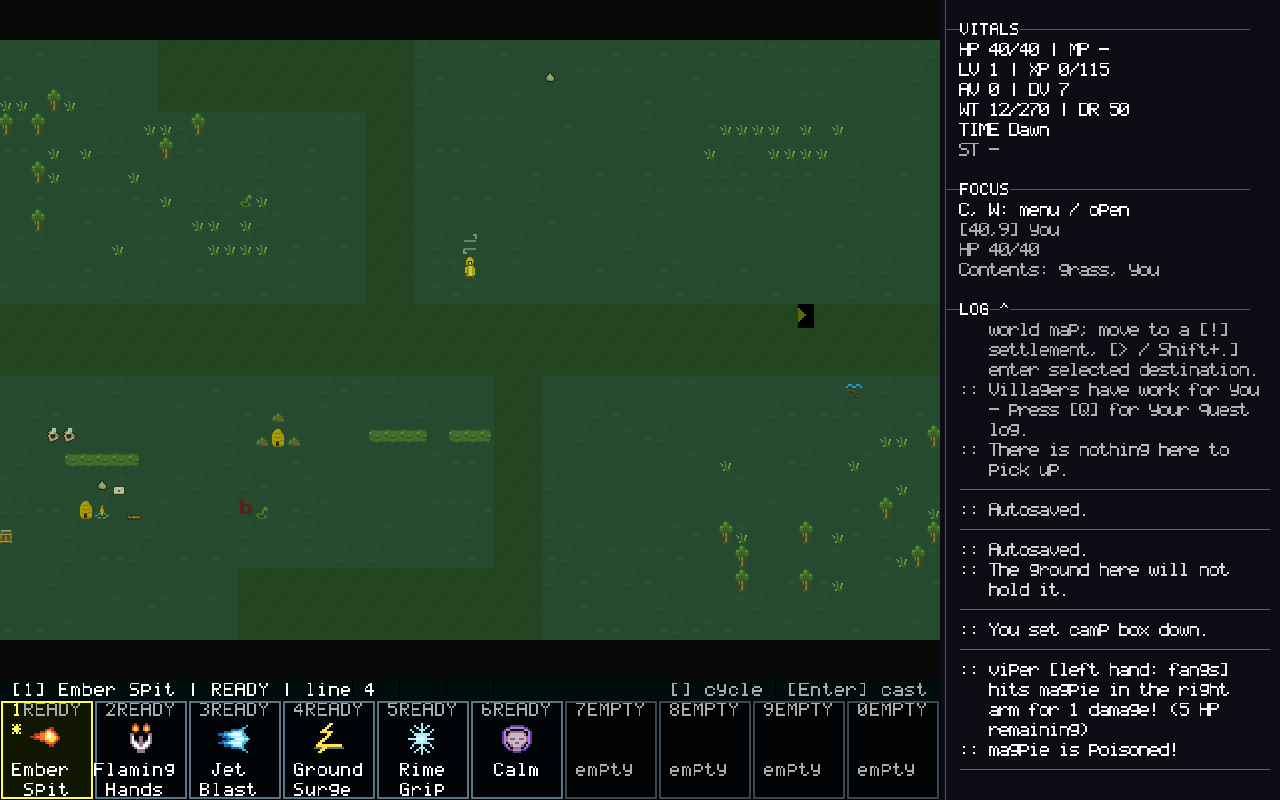 VITALS
HP 40/40 | MP -
LV 1 | XP 0/115
AV 0 | DV 7
WT 12/270 | DR 50
TIME Dawn
ST -
FOCUS
C, W: menu / oPen
[40,9] You
HP 40/40
Contents: grass, You
LOG ^
world maP; move to a [!]
settlement, [> / Shift+.]
enter selected destination.
:: Villagers have work for You
- Press [Q] for Your quest
log.
:: There is nothing here to
Pick uP.
:: Autosaved.
:: Autosaved.
:: The ground here will not
hold it.
:: You set camP box down.
:: viPer [left hand: fangs]
hits magPie in the right
arm for 1 damage! (5 HP
remaining)
:: magPie is Poisoned!
b
[1] Ember SPit | READY | line 4
[] cYcle [Enter] cast
1READY 2READY 3READY 4READY 5READY 6READY 7EMPTY 8EMPTY 9EMPTY 0EMPTY
*
Ember Flaming Jet Ground Rime Calm emPtY emPtY emPtY emPtY
SPit Hands Blast Surge GriP